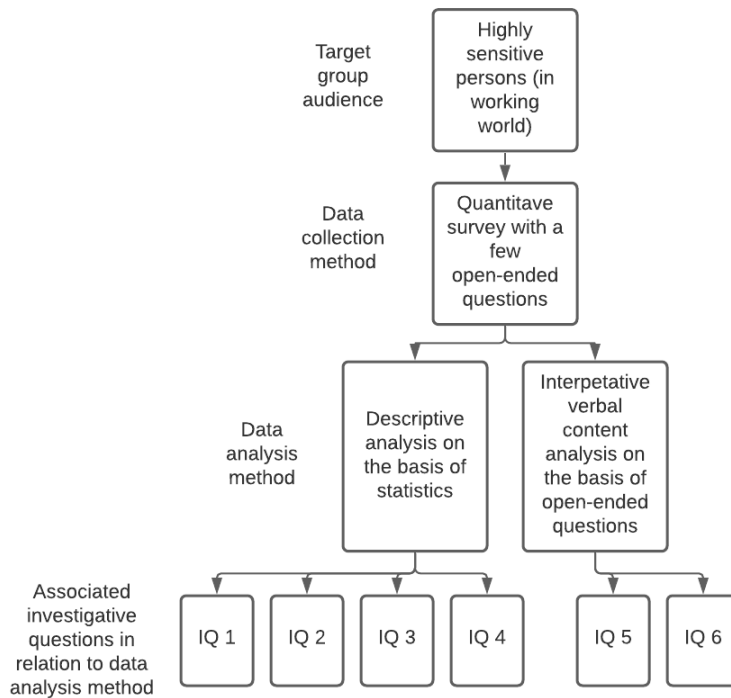 Target
group
audience
Highly
sensitive
persons (in
working
world)
Data
collection
method
Quantitave
survey with a
few
open-ended
questions
Data
analysis
method
Descriptive
analysis on
the basis of
statistics
Interpetative
verbal
content
analysis on
the basis of
open-ended
questions
Associated
investigative
questions in
relation to data
analysis method
IQ 1
IQ 2
IQ 3
IQ 4
IQ 5
IQ 6